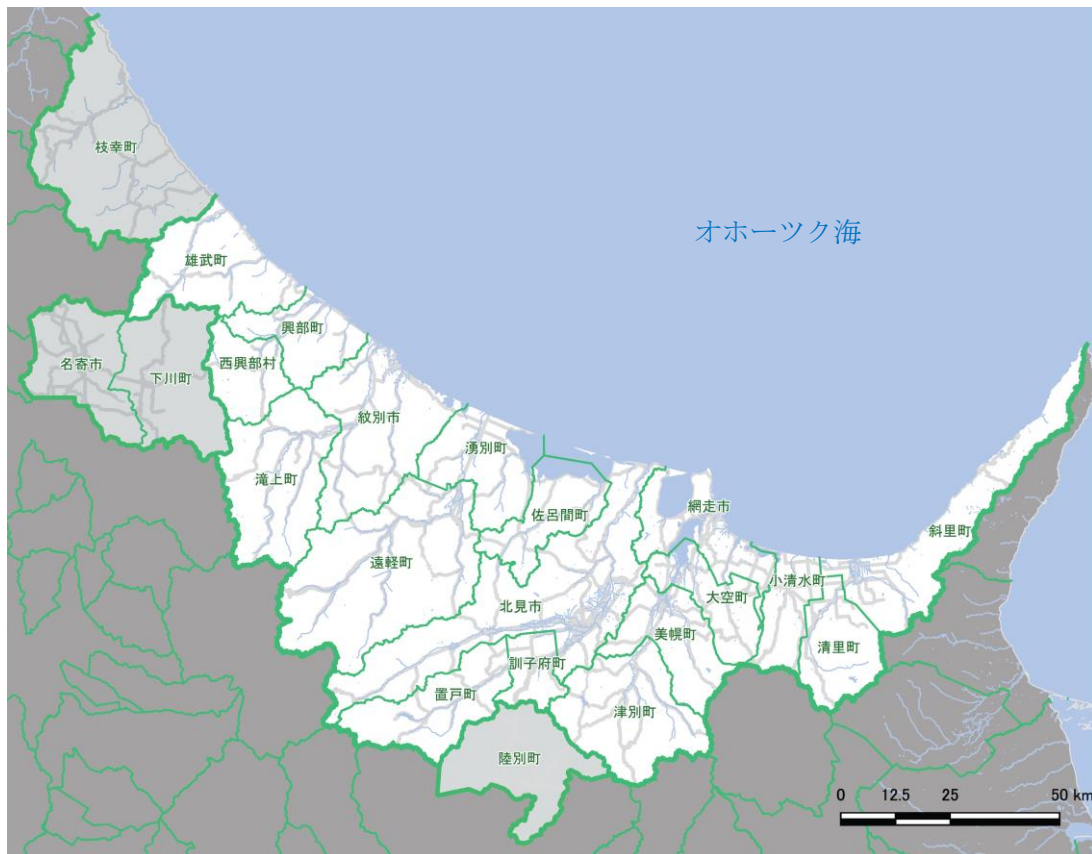 枝幸町
オホーツク海
雄武町
興部町
名寄市
下川町
西興部村
紋別市
湧別町
滝上町
佐呂間町
網走市
斜里町
遠軽町
小清水町
大空町
北見市
美幌町
清里町
訓子府町
置戸町
津別町
陸別町
0 12.5 25 50 km